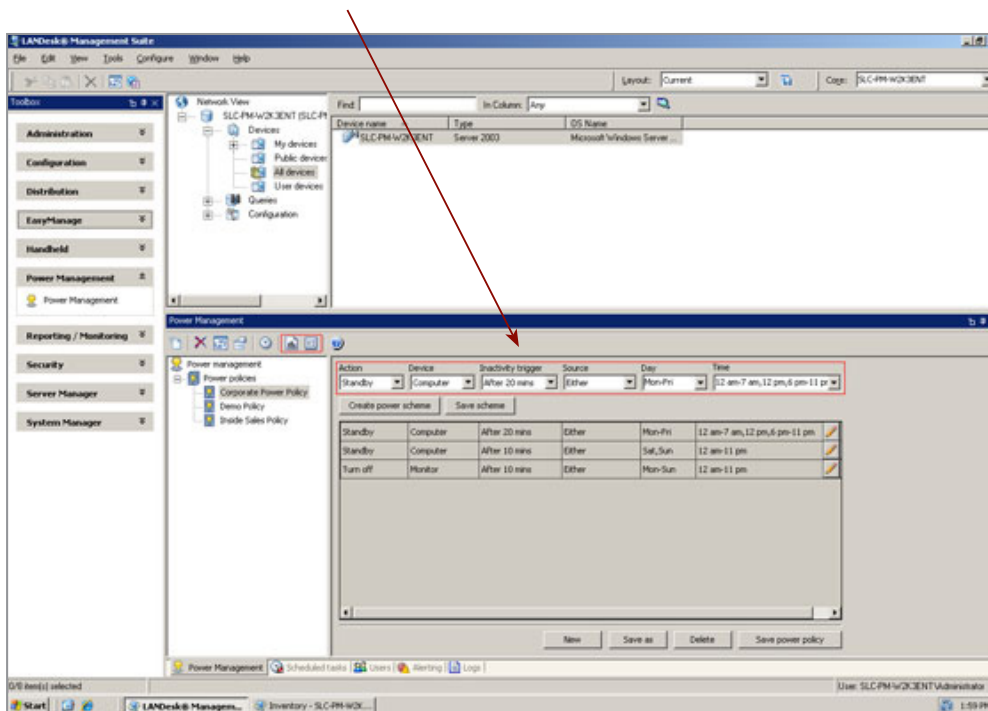 LANDesk® Management Suite
File Edit View Tools Configure Window Help
Layout: Current Core: SLC-PM-W2K3ENT
Toolbox
Administration
Configuration
Distribution
EasyManage
Handheld
Power Management
Power Management
Reporting / Monitoring
Security
Server Manager
System Manager
Network View
SLC-PM-W2K3ENT (SLC-PM
Devices
My devices
Public devices
All devices
User devices
Queries
Configuration
Find In Column: Any
Device name Type OS Name
SLC-PM-W2K3ENT Server 2003 Microsoft Windows Server ...
Power Management
Power management
Power policies
Corporate Power Policy
Demo Policy
Inside Sales Policy
Action Device Inactivity trigger Source Day Time
Standby Computer After 20 mins Either Mon-Fri 12 am-7 am,12 pm,6 pm-11 pr
Create power scheme Save scheme
Standby Computer After 20 mins Either Mon-Fri 12 am-7 am,12 pm,6 pm-11 pm
Standby Computer After 10 mins Either Sat,Sun 12 am-11 pm
Turn off Monitor After 10 mins Either Mon-Sun 12 am-11 pm
New Save as Delete Save power policy
Power Management Scheduled tasks Users Alerting Logs
0/0 item(s) selected User: SLC-PM-W2K3ENT\Administrator
Start LANDesk® Managem... Inventory - SLC-PM-W2K... 1:59 PM